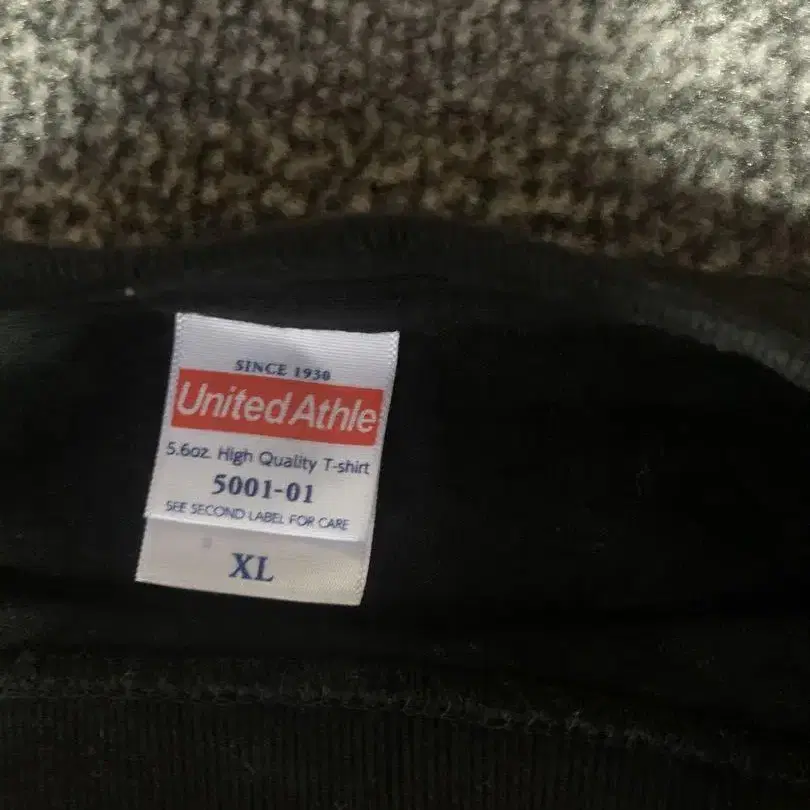 SINCE 1930
United Athle
5.6oz. High Quality T-shirt
5001-01
SEE SECOND LABEL FOR CARE
XL